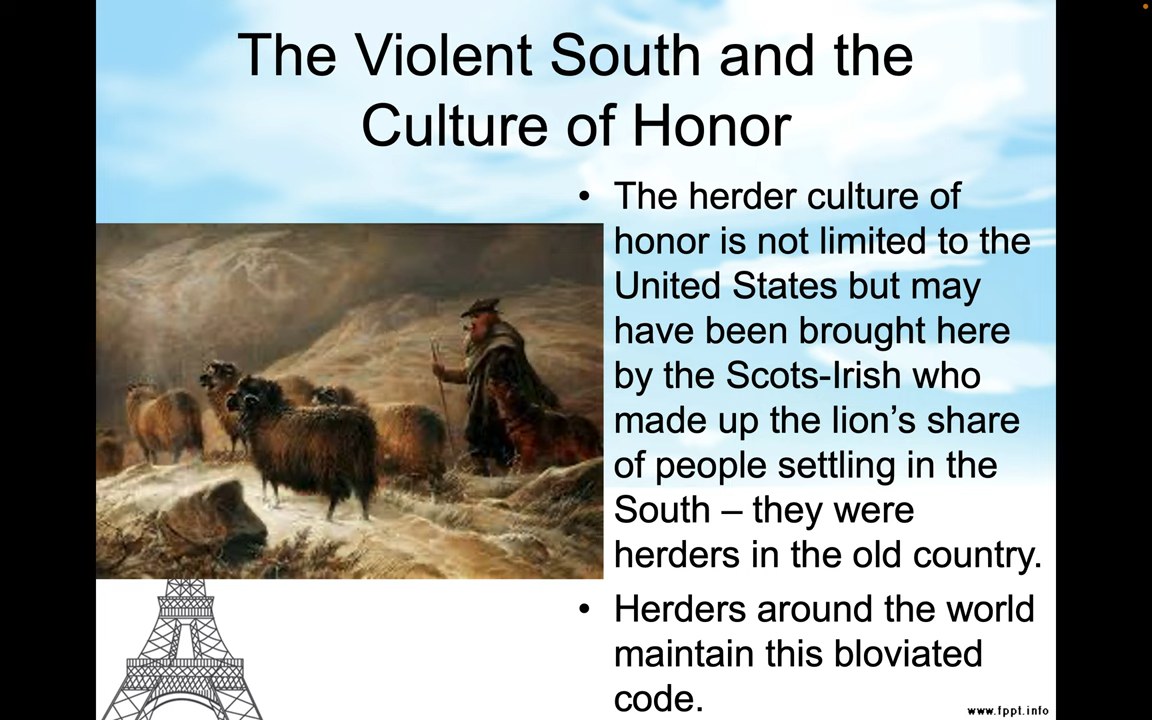 The Violent South and the
Culture of Honor
• The herder culture of
honor is not limited to the
United States but may
have been brought here
by the Scots-Irish who
made up the lion’s share
of people settling in the
South – they were
herders in the old country.
• Herders around the world
maintain this bloviated
code.
www.fppt.info